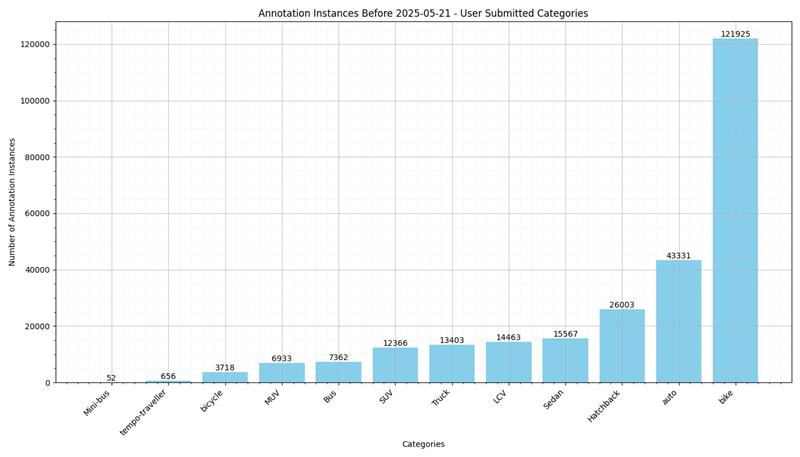 Annotation Instances Before 2025-05-21 - User Submitted Categories
Number of Annotation Instances
120000
100000
80000
60000
40000
20000
0
52
656
3718
6933
7362
12366
13403
14463
15567
26003
43331
121925
Mini-bus
tempo-traveller
bicycle
MUV
Bus
SUV
Truck
LCV
Sedan
Hatchback
auto
bike
Categories